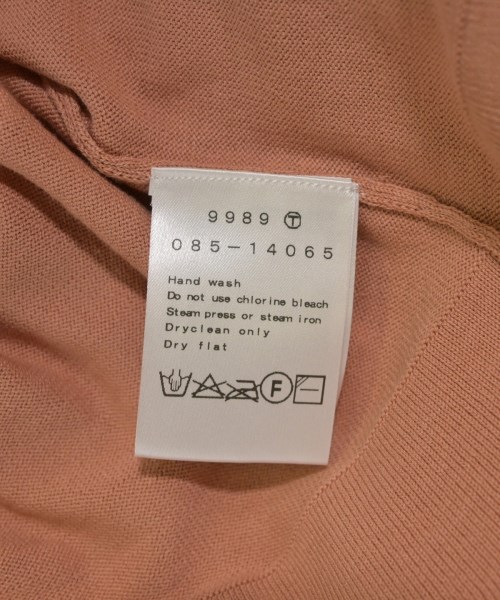 9989 Ⓣ
085-14065
Hand wash
Do not use chlorine bleach
Steam press or steam iron
Dryclean only
Dry flat
F